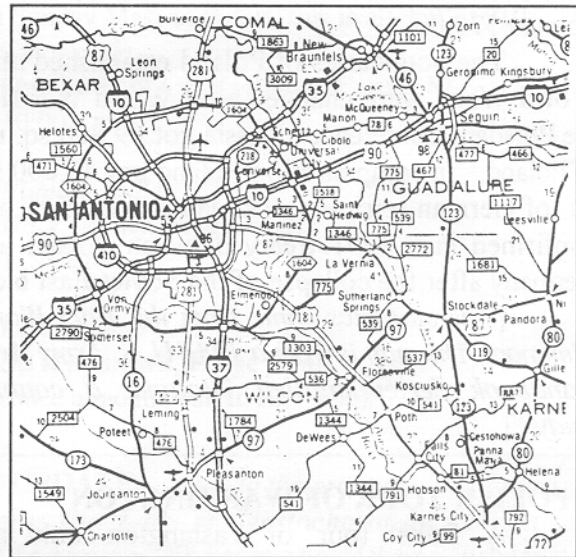 46
Bulverde
COMAL
1863
New Braunfels
1101
Zorn
123
20
87
Leon Springs
281
3009
35
46
Geronimo
Kingsbury
BEXAR
10
1604
McQueeney
10
Helotes
Marion
78
Seguin
1560
Cibolo
Universal City
90
98
471
218
Converse
775
467
477
466
1604
10
1518
GUADALURE
SAN ANTONIO
1346
Martinez
Saint Hedwig
539
123
1117
Leesville
90
1346
775
2772
410
87
1604
La Vernia
1681
35
Von Ormy
281
Elmendorf
775
Sutherland Springs
Stockdale
87
Pandora
2790
Somerset
181
539
97
80
476
1303
537
119
16
37
2579
Floresville
Gille
536
Kosciusko
WILSON
541
123
KARNE
2504
Leming
1784
1344
Poth
Poteet
476
97
DeWees
Falls City
Cestohowa
Panna Maria
80
173
Pleasanton
1344
81
Helena
1549
Jourdanton
541
791
Hobson
Karnes City
792
Charlotte
Coy City
99
72